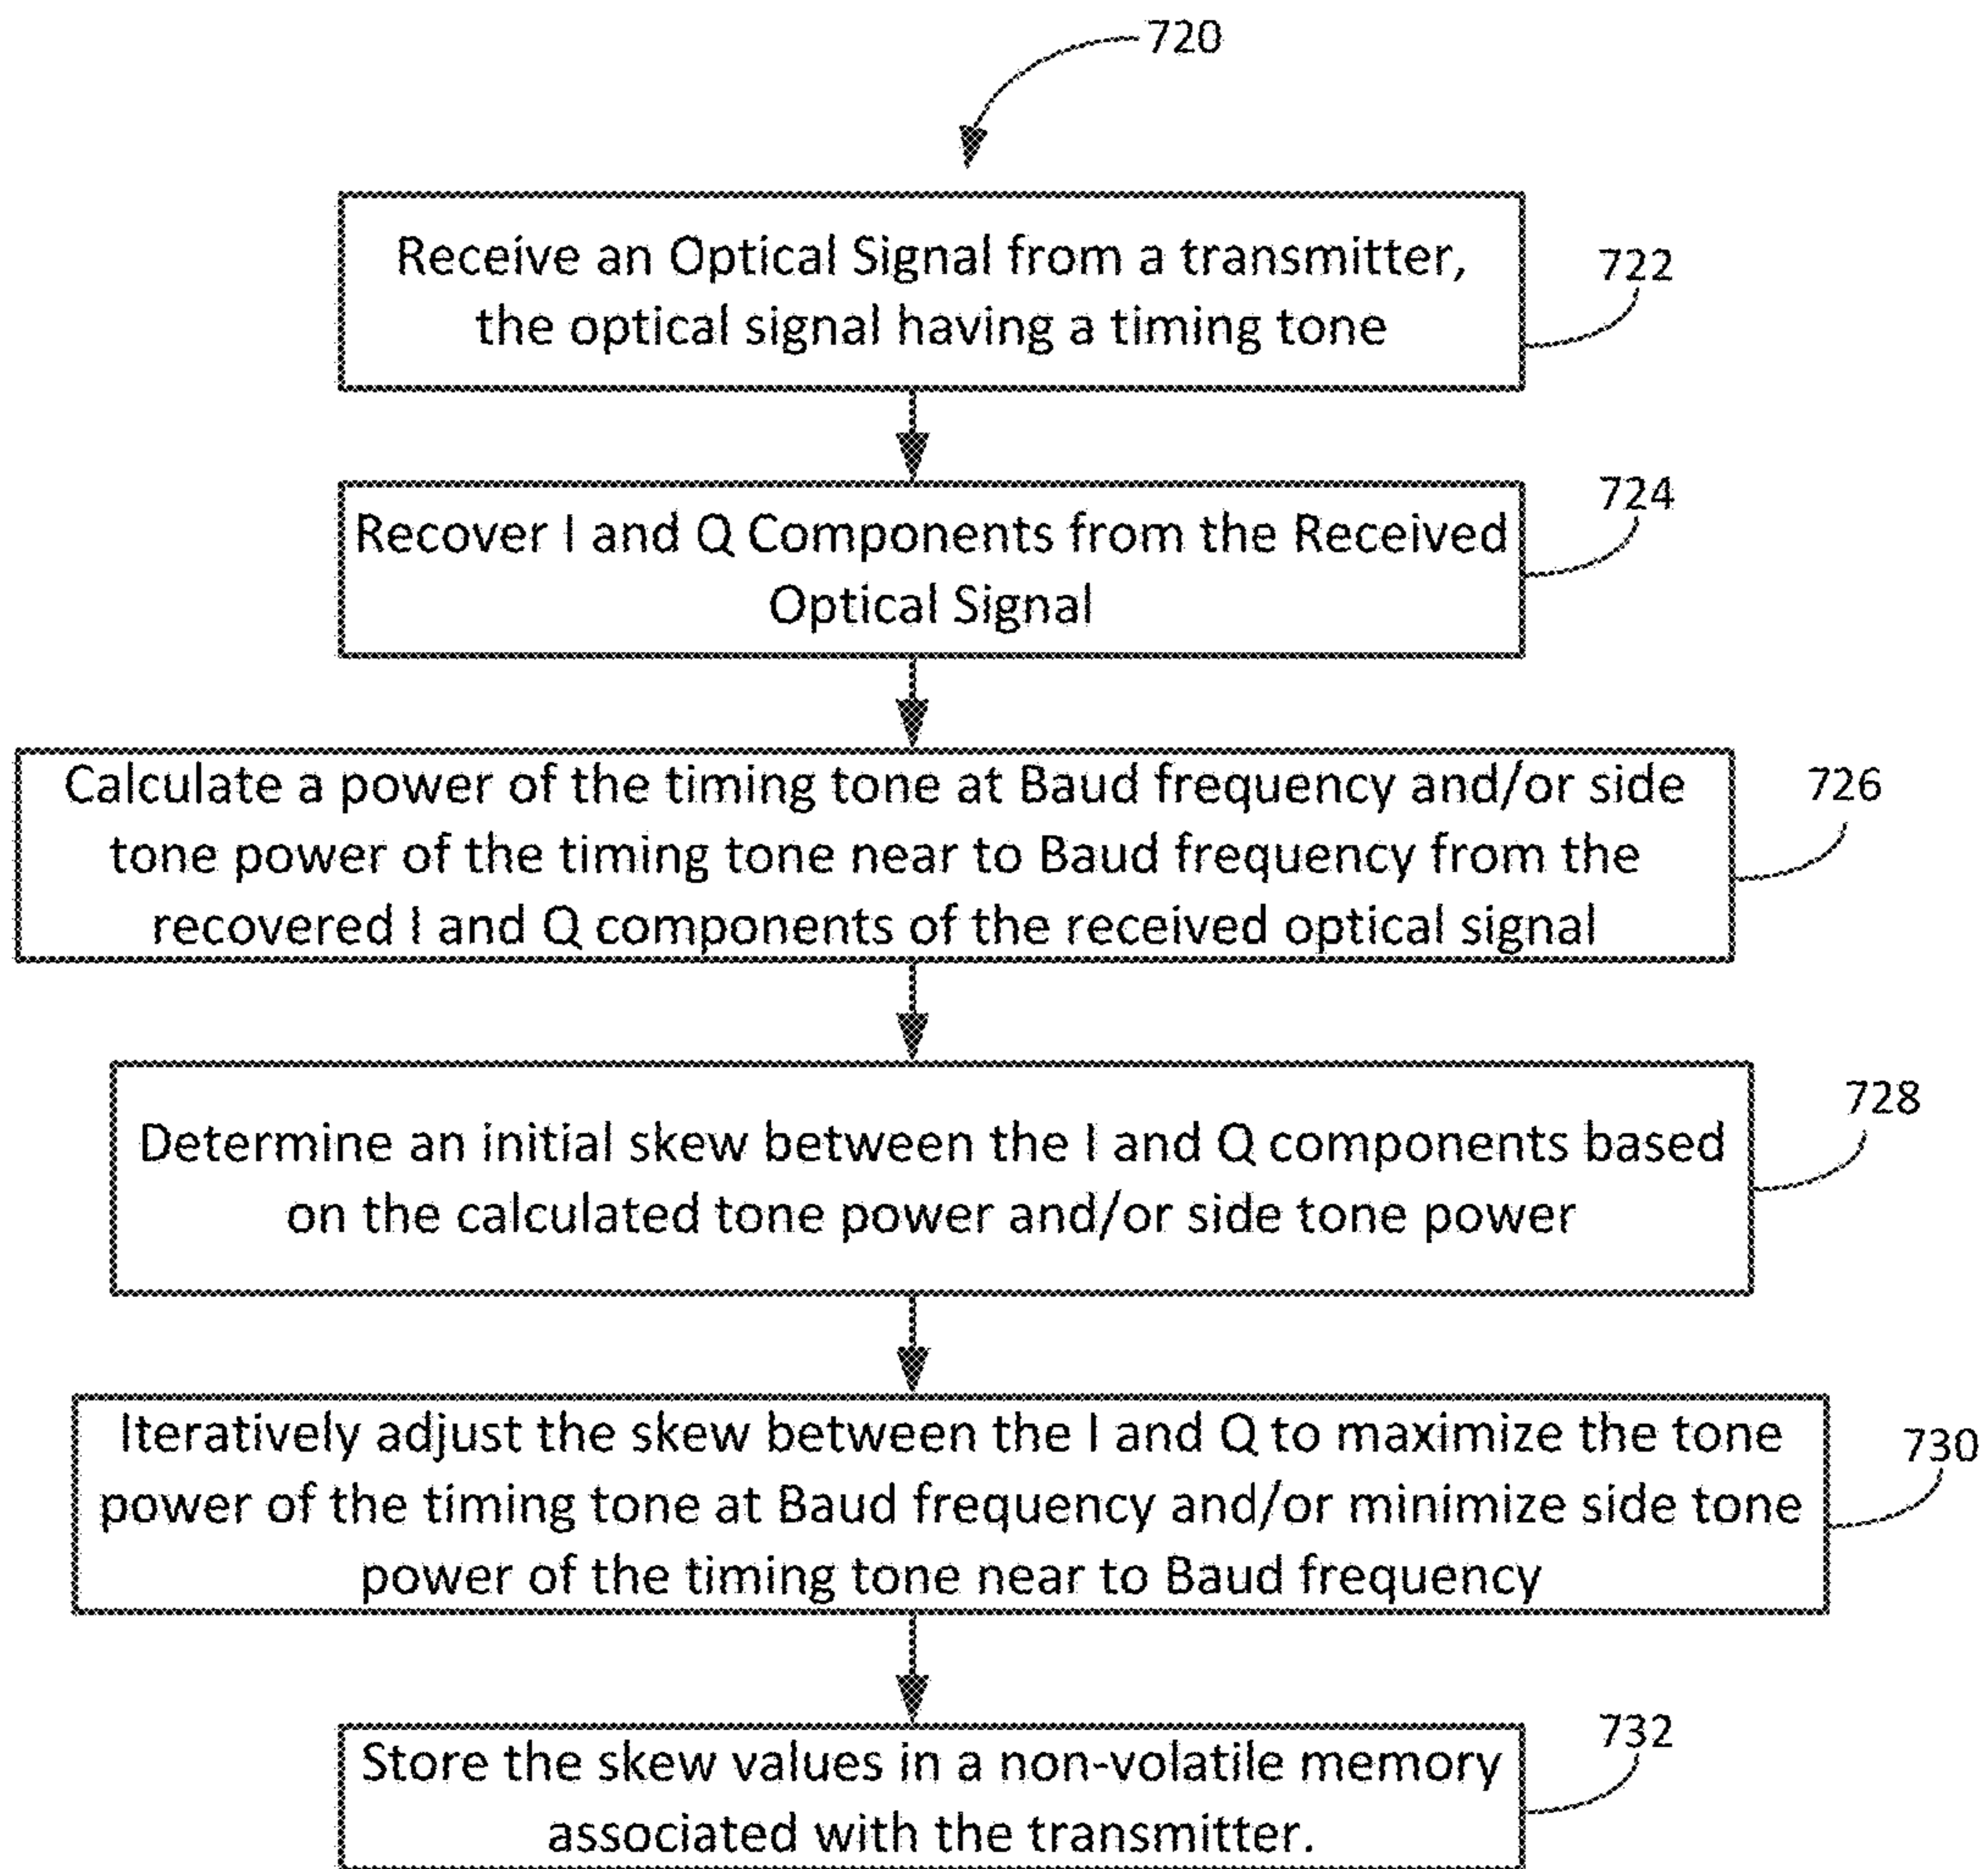 720
Receive an Optical Signal from a transmitter,
the optical signal having a timing tone
722
Recover I and Q Components from the Received
Optical Signal
724
Calculate a power of the timing tone at Baud frequency and/or side
tone power of the timing tone near to Baud frequency from the
recovered I and Q components of the received optical signal
726
Determine an initial skew between the I and Q components based
on the calculated tone power and/or side tone power
728
Iteratively adjust the skew between the I and Q to maximize the tone
power of the timing tone at Baud frequency and/or minimize side tone
power of the timing tone near to Baud frequency
730
Store the skew values in a non-volatile memory
associated with the transmitter.
732